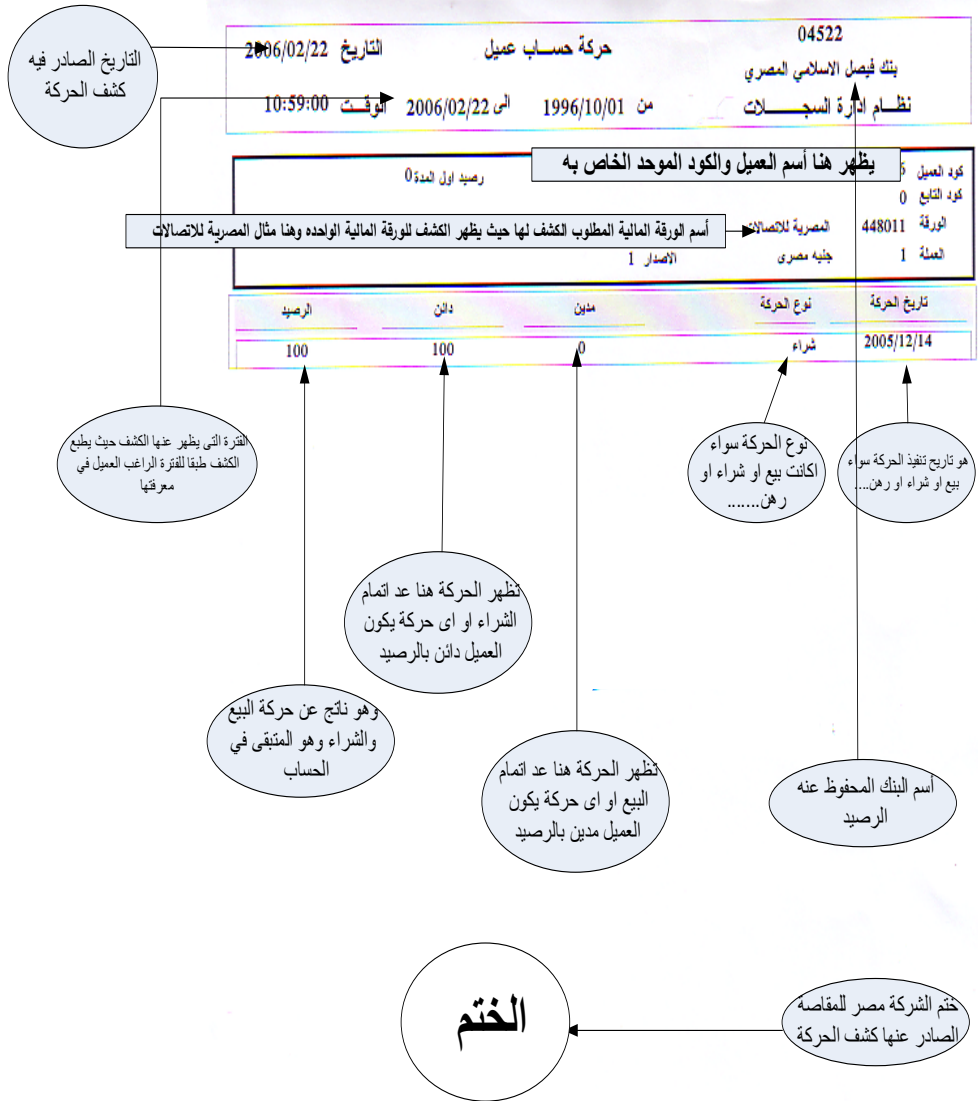 04522
حركة حســاب عميل
التاريخ 2006/02/22
بنك فيصل الاسلامي المصري
نظــام ادارة السجــــلات
من 1996/10/01 الى 2006/02/22
الوقــت 10:59:00
التاريخ الصادر فيه
كشف الحركة
كود العميل
يظهر هنا أسم العميل والكود الموحد الخاص به
رصيد اول المدة 0
كود التابع 0
الورقة 448011 المصرية للاتصالات
أسم الورقة المالية المطلوب الكشف لها حيث يظهر الكشف للورقة المالية الواحده وهنا مثال المصرية للاتصالات
العملة 1 جنيه مصرى الاصدار 1
تاريخ الحركة نوع الحركة مدين دائن الرصيد
2005/12/14 شراء 0 100 100
الفترة التى يظهر عنها الكشف حيث يطبع
الكشف طبقا للفترة الراغب العميل في
معرفتها
نوع الحركة سواء
اكانت بيع او شراء او
رهن.......
هو تاريح تنفيذ الحركة سواء
بيع او شراء او رهن....
تظهر الحركة هنا عد اتمام
الشراء او اى حركة يكون
العميل دائن بالرصيد
وهو ناتج عن حركة البيع
والشراء وهو المتبقى في
الحساب
تظهر الحركة هنا عد اتمام
البيع او اى حركة يكون
العميل مدين بالرصيد
أسم البنك المحفوظ عنه
الرصيد
الختم
ختم الشركة مصر للمقاصة
الصادر عنها كشف الحركة